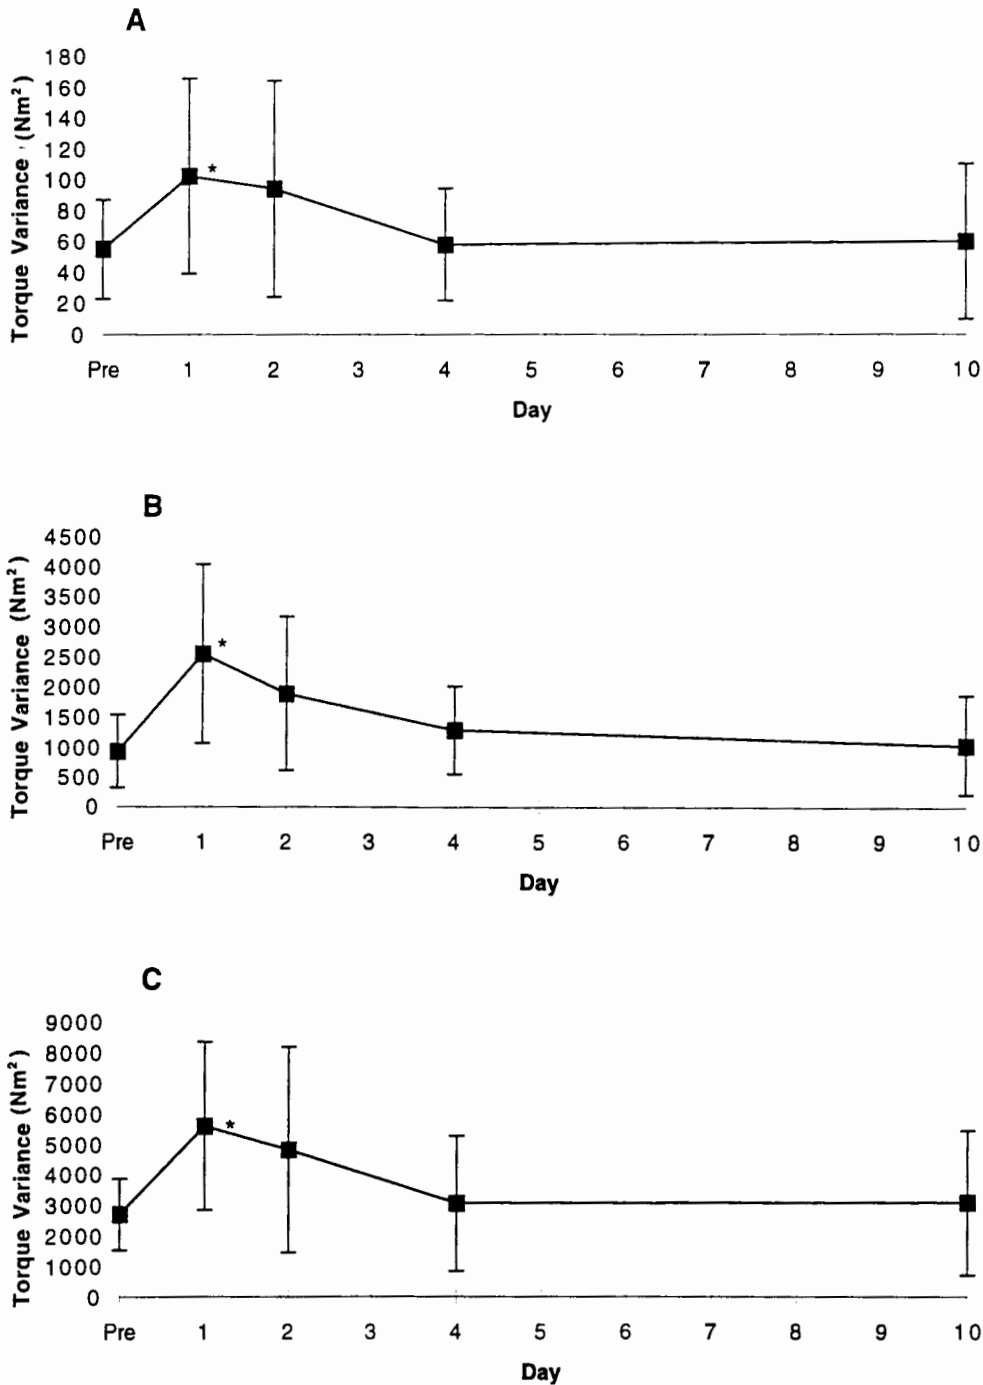 A
Torque Variance (Nm²)
180
160
140
120
100
80
60
40
20
0
*
Pre 1 2 3 4 5 6 7 8 9 10
Day
B
Torque Variance (Nm²)
4500
4000
3500
3000
2500
2000
1500
1000
500
0
*
Pre 1 2 3 4 5 6 7 8 9 10
Day
C
Torque Variance (Nm²)
9000
8000
7000
6000
5000
4000
3000
2000
1000
0
*
Pre 1 2 3 4 5 6 7 8 9 10
Day